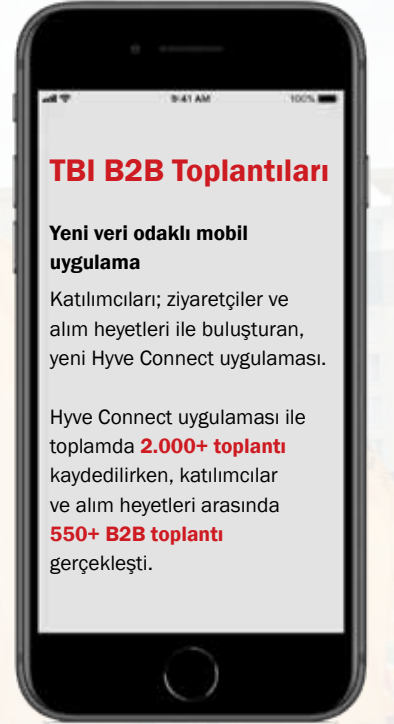 9:41 AM
100%
TBI B2B Toplantıları
Yeni veri odaklı mobil
uygulama
Katılımcıları; ziyaretçiler ve
alım heyetleri ile buluşturan,
yeni Hyve Connect uygulaması.
Hyve Connect uygulaması ile
toplamda 2.000+ toplantı
kaydedilirken, katılımcılar
ve alım heyetleri arasında
550+ B2B toplantı
gerçekleşti.